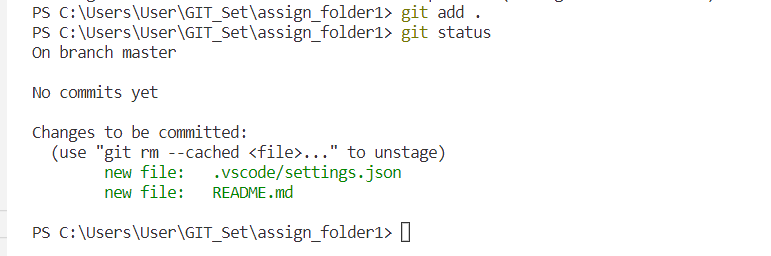 PS C:\Users\User\GIT_Set\assign_folder1> git add .
PS C:\Users\User\GIT_Set\assign_folder1> git status
On branch master
No commits yet
Changes to be committed:
  (use "git rm --cached <file>..." to unstage)
        new file:   .vscode/settings.json
        new file:   README.md
PS C:\Users\User\GIT_Set\assign_folder1>